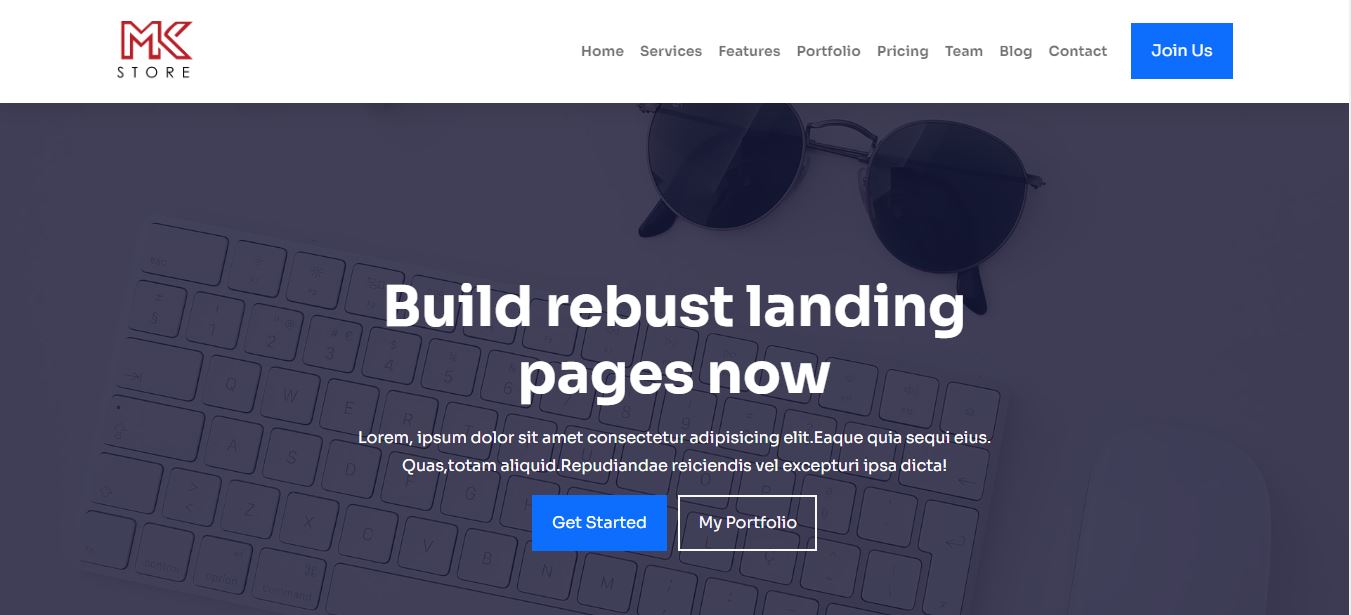 MK
STORE
Home Services Features Portfolio Pricing Team Blog Contact Join Us
Build rebust landing
pages now
Lorem, ipsum dolor sit amet consectetur adipisicing elit.Eaque quia sequi eius.
Quas,totam aliquid.Repudiandae reiciendis vel excepturi ipsa dicta!
Get Started My Portfolio